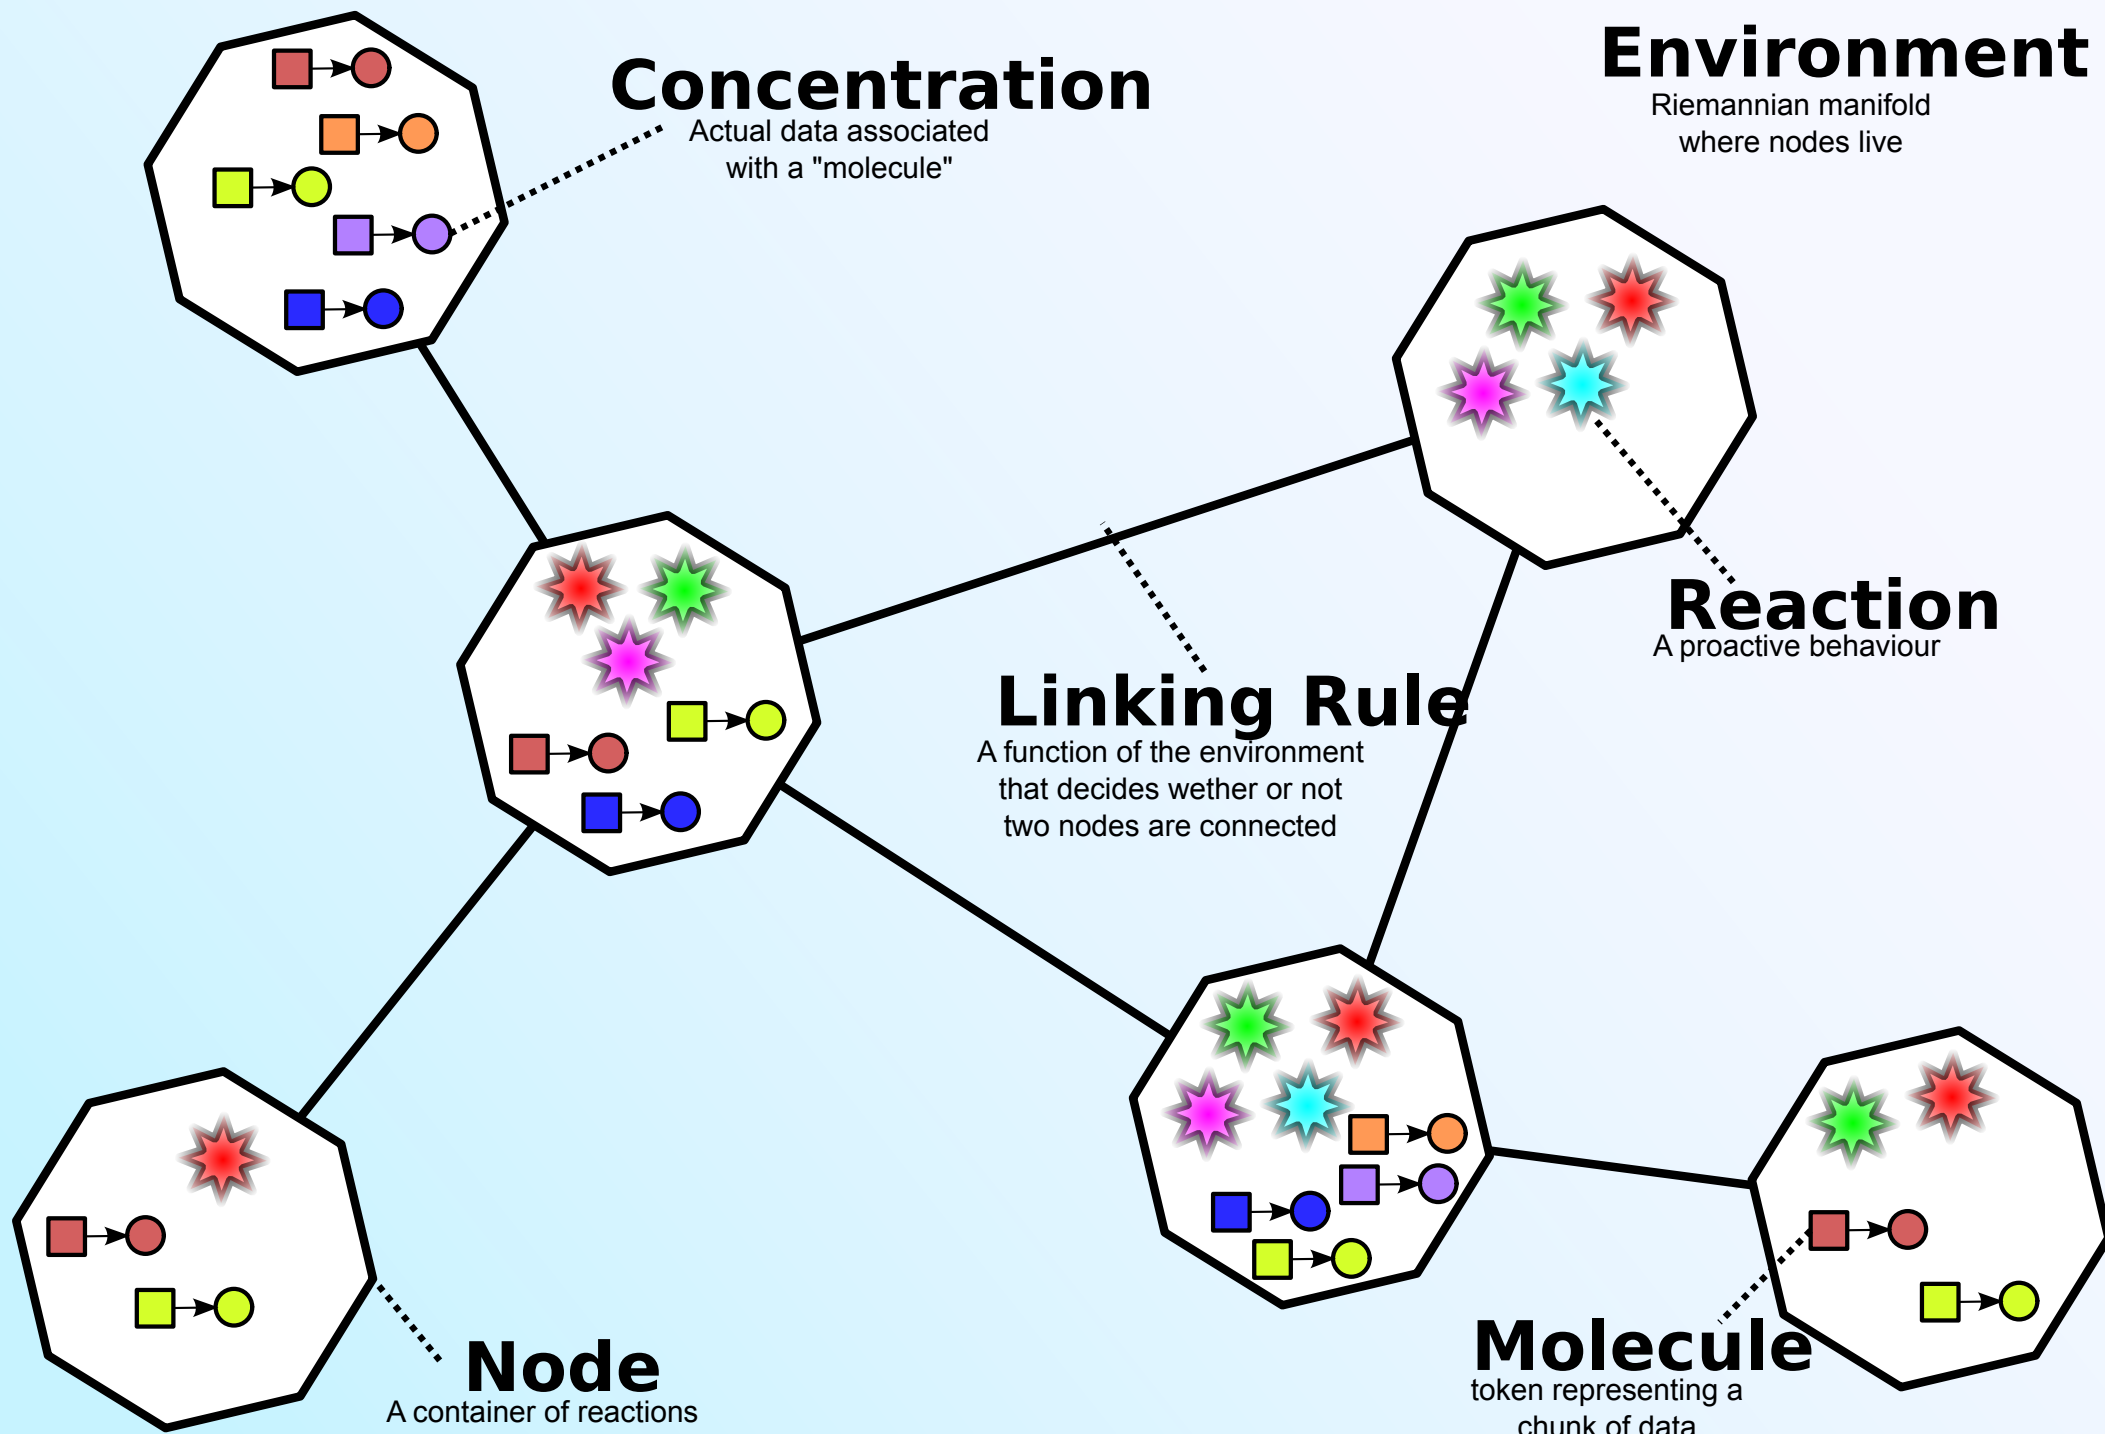 Concentration
Actual data associated
with a "molecule"
Environment
Riemannian manifold
where nodes live
Reaction
A proactive behaviour
Linking Rule
A function of the environment
that decides wether or not
two nodes are connected
Node
A container of reactions
Molecule
token representing a
chunk of data